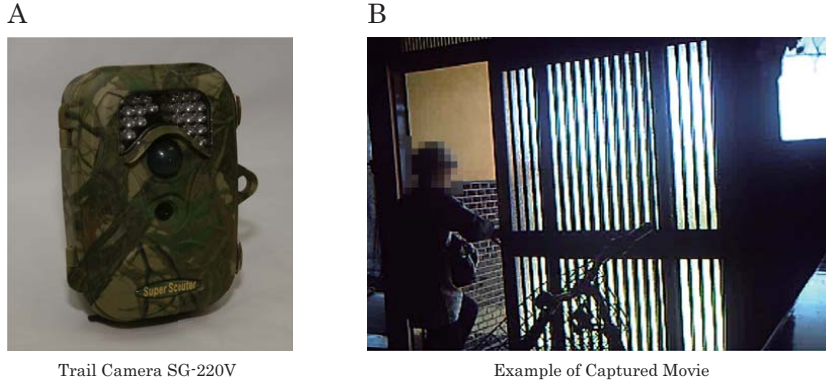 A
B
Super Scouter
Trail Camera SG-220V
Example of Captured Movie